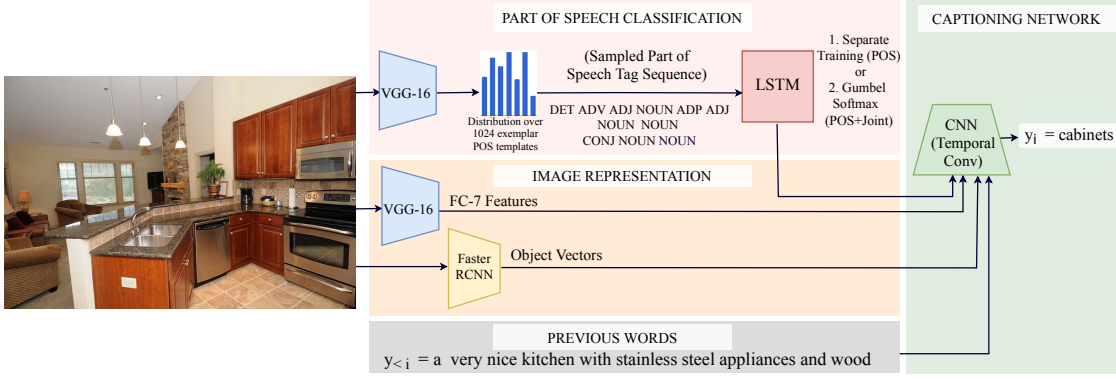 PART OF SPEECH CLASSIFICATION
VGG-16
Distribution over
1024 exemplar
POS templates
(Sampled Part of
Speech Tag Sequence)
DET ADV ADJ NOUN ADP ADJ
NOUN NOUN
CONJ NOUN NOUN
LSTM
1. Separate
Training (POS)
or
2. Gumbel
Softmax
(POS+Joint)
IMAGE REPRESENTATION
VGG-16
FC-7 Features
Faster
RCNN
Object Vectors
PREVIOUS WORDS
y< i = a very nice kitchen with stainless steel appliances and wood
CAPTIONING NETWORK
CNN
(Temporal
Conv)
yi = cabinets